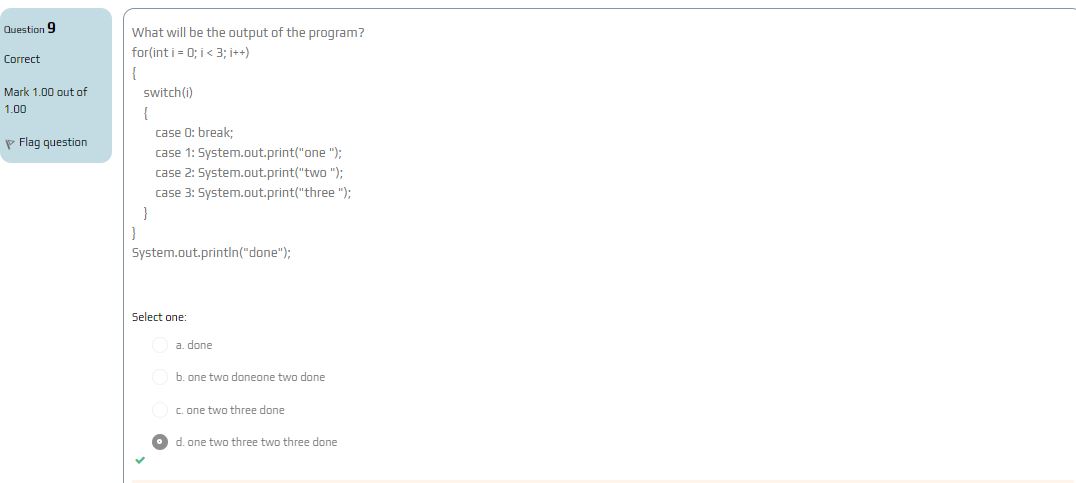 Question 9
Correct
Mark 1.00 out of
1.00
Flag question
What will be the output of the program?
for(int i = 0; i < 3; i++)
{
switch(i)
{
case 0: break;
case 1: System.out.print("one ");
case 2: System.out.print("two ");
case 3: System.out.print("three ");
}
}
System.out.println("done");
Select one:
a. done
b. one two doneone two done
c. one two three done
d. one two three two three done